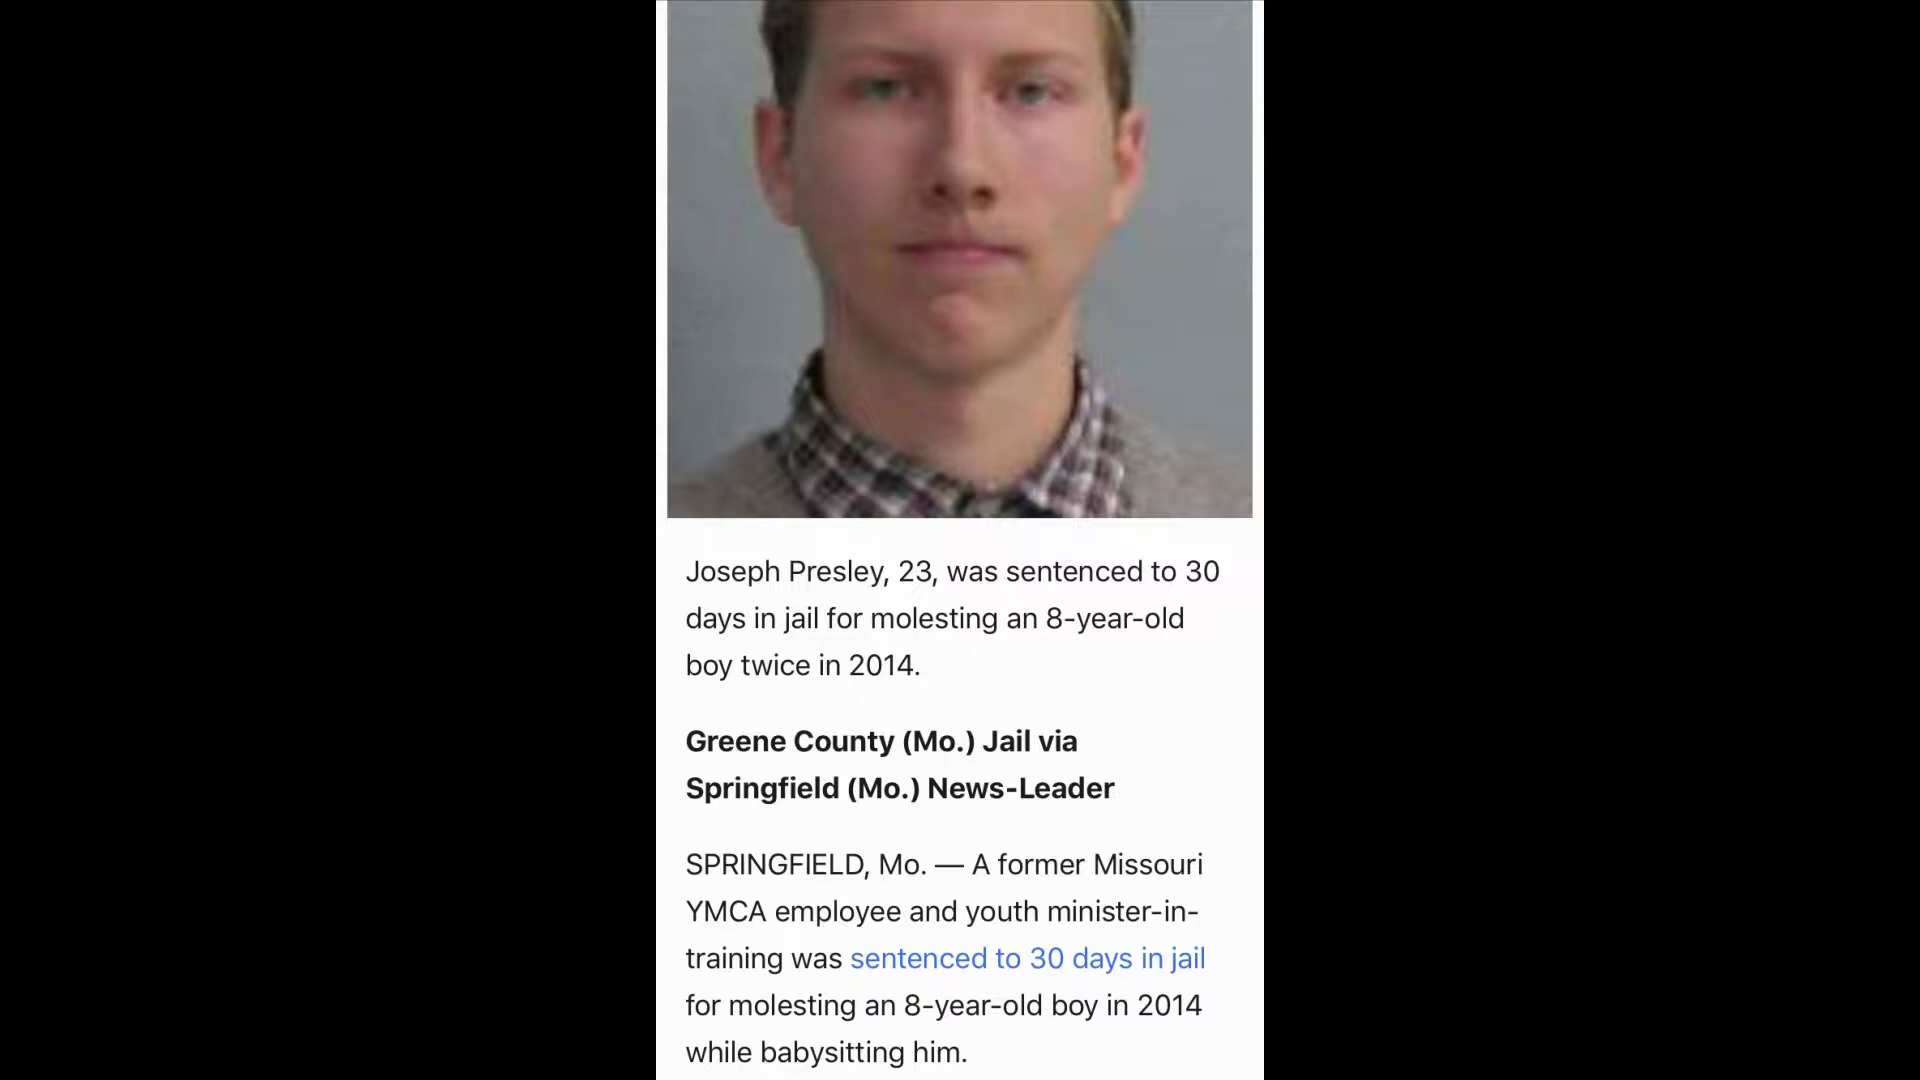 Joseph Presley, 23, was sentenced to 30
days in jail for molesting an 8-year-old
boy twice in 2014.
Greene County (Mo.) Jail via
Springfield (Mo.) News-Leader
SPRINGFIELD, Mo. — A former Missouri
YMCA employee and youth minister-in-
training was sentenced to 30 days in jail
for molesting an 8-year-old boy in 2014
while babysitting him.